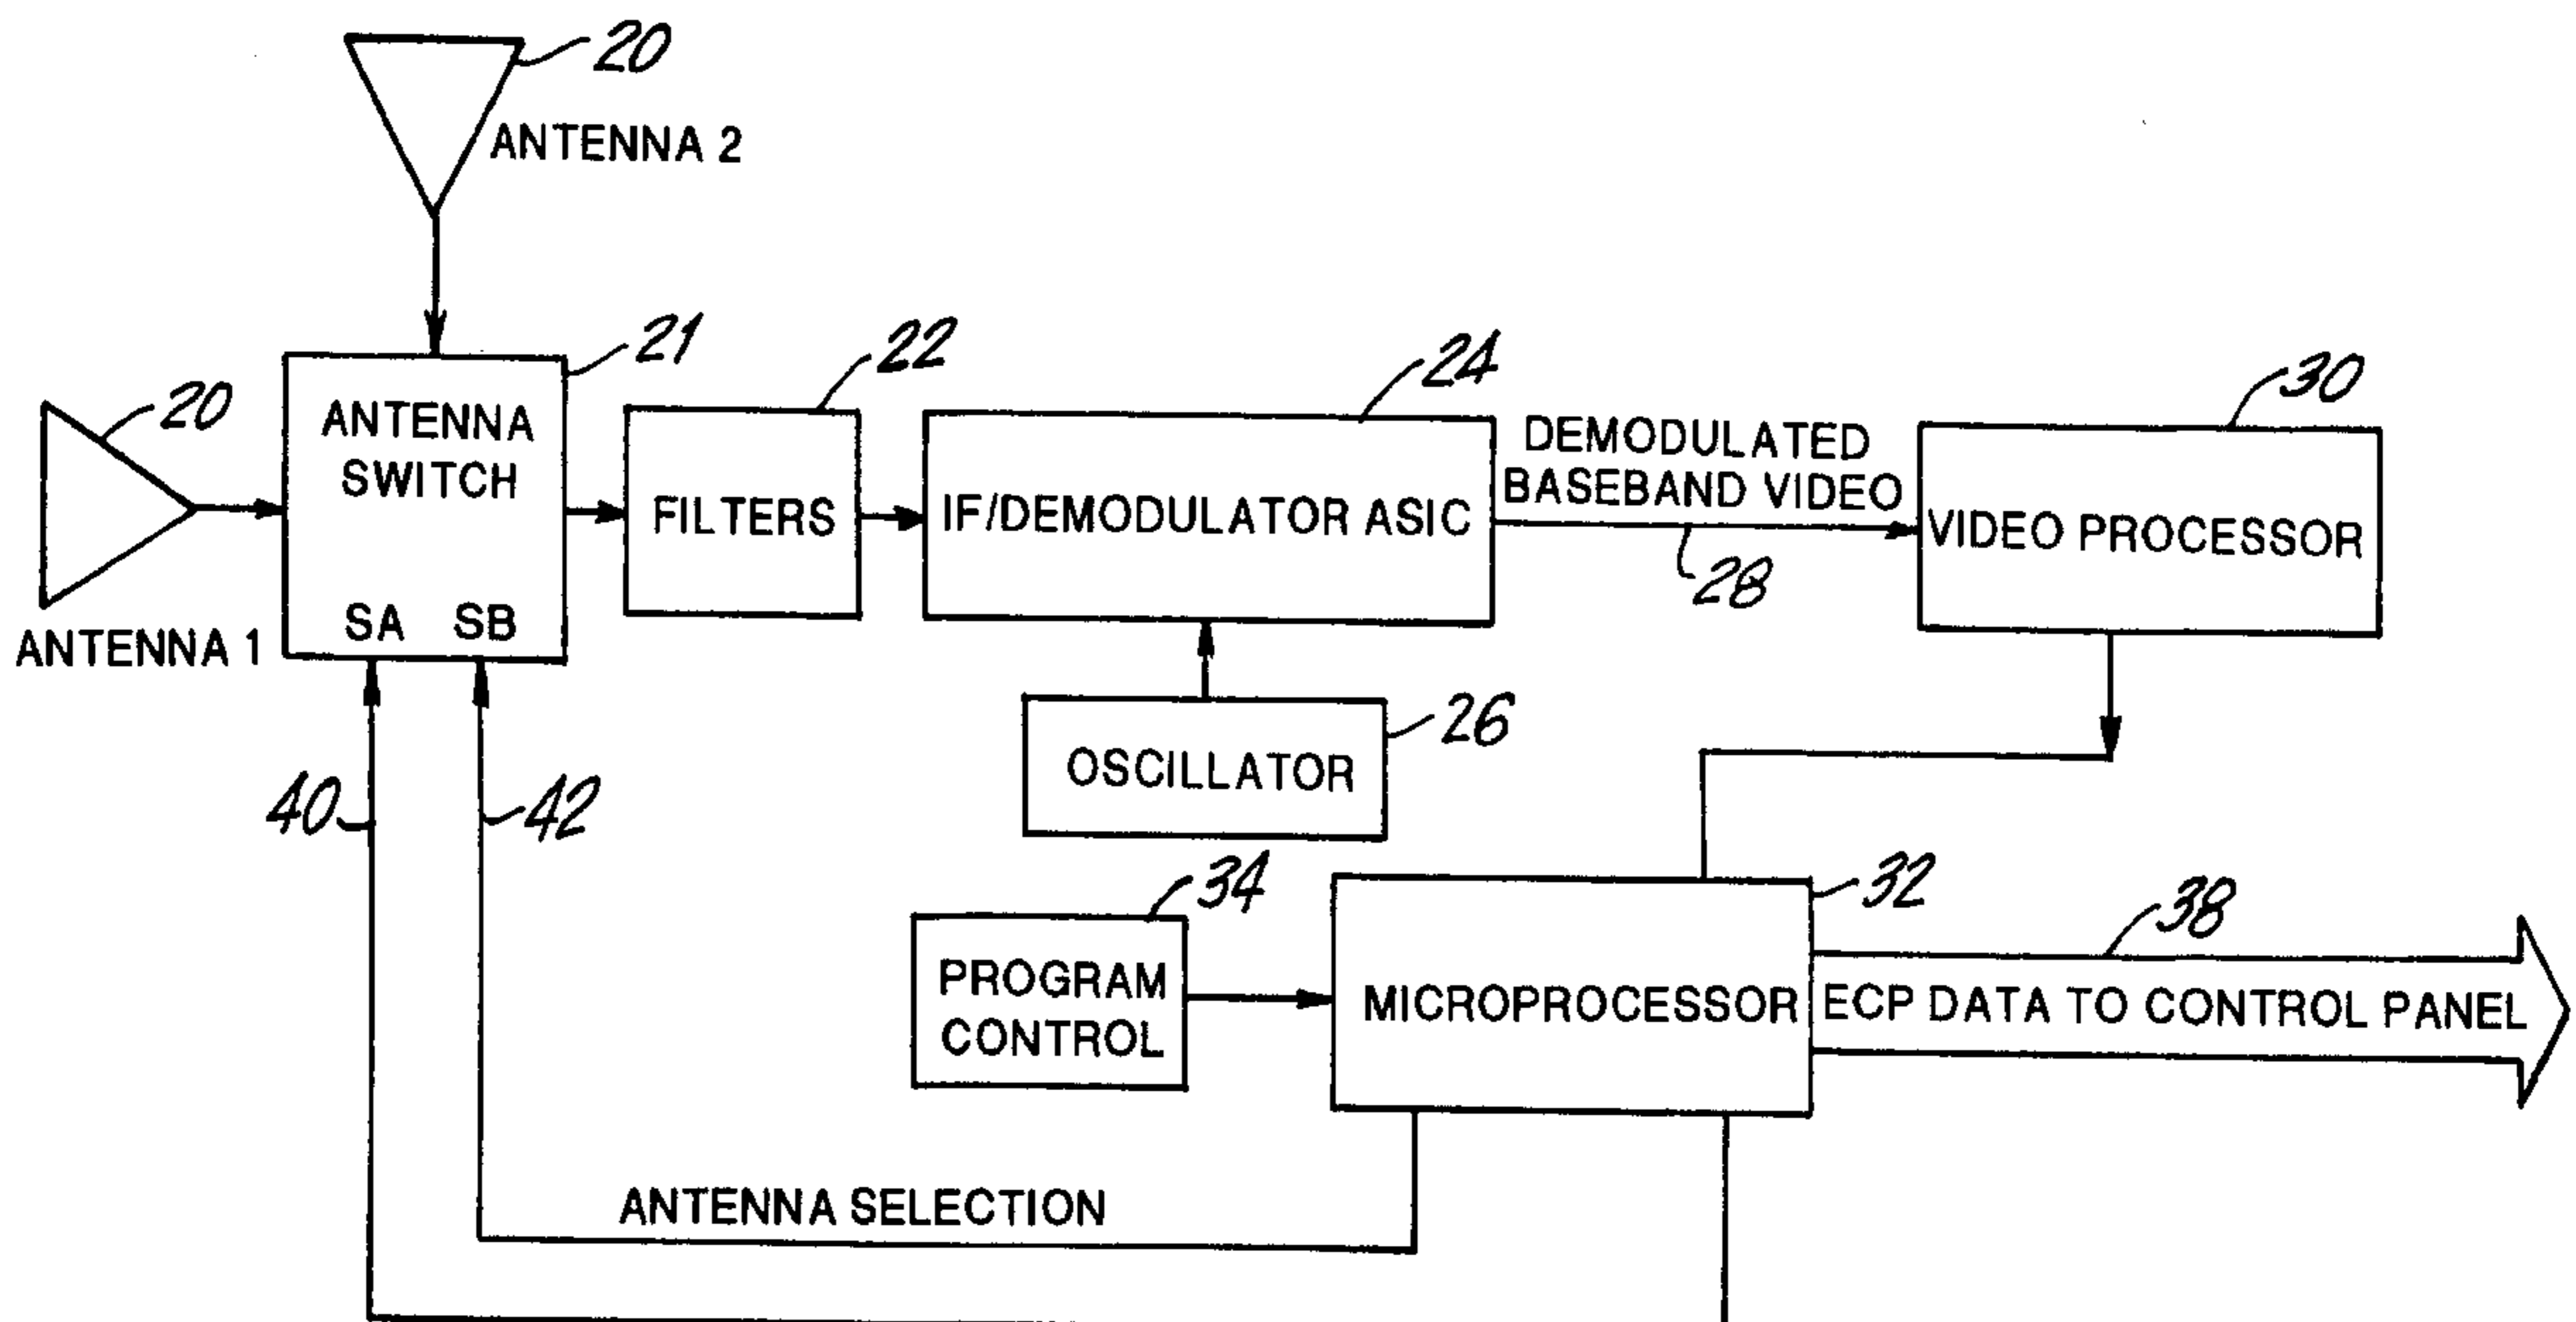 20
ANTENNA 2
21
22
24
30
20
ANTENNA
SWITCH
DEMODULATED
BASEBAND VIDEO
FILTERS
IF/DEMODULATOR ASIC
VIDEO PROCESSOR
28
SA SB
ANTENNA 1
26
OSCILLATOR
40
42
34
32
38
PROGRAM
CONTROL
MICROPROCESSOR
ECP DATA TO CONTROL PANEL
ANTENNA SELECTION